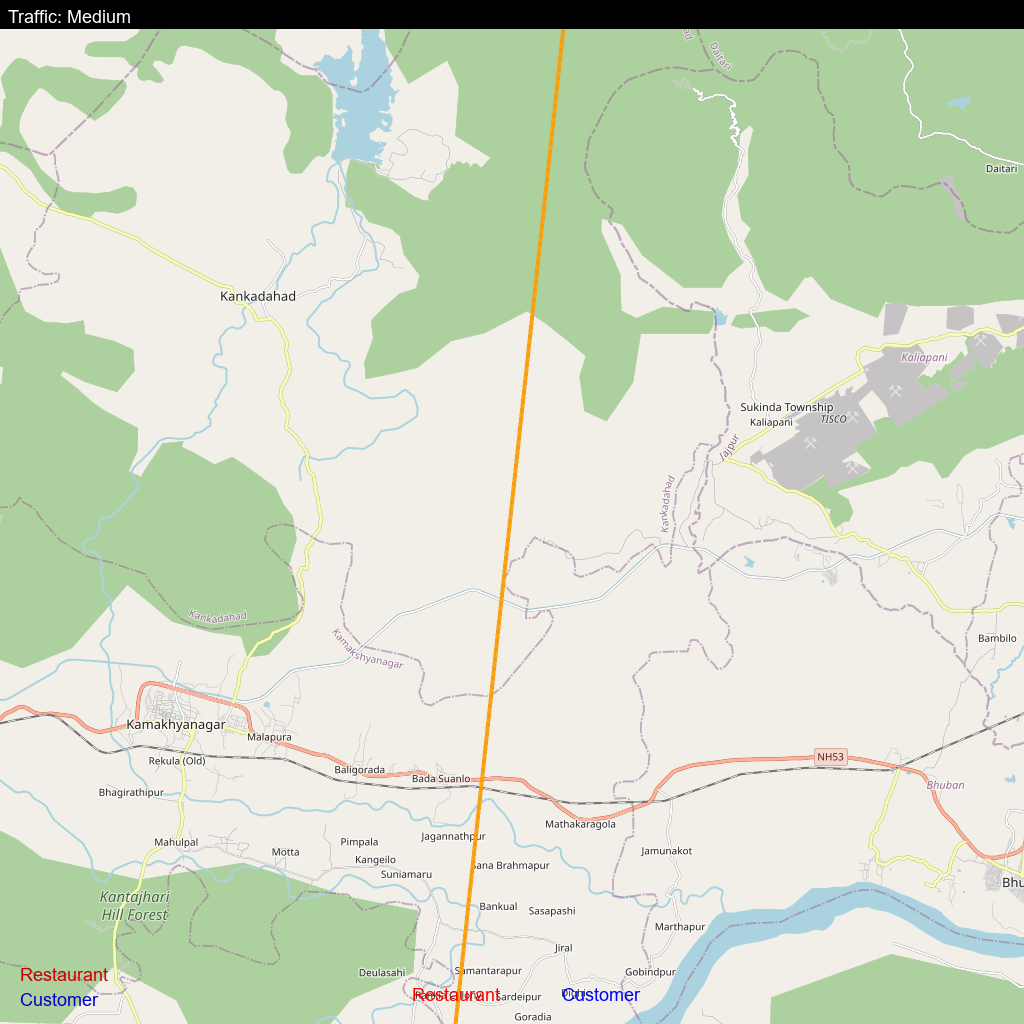 Traffic: Medium
Daitari
Daitari
Kankadahad
Kaliapani
Sukinda Township
Kaliapani
TISCO
Jajpur
Kankadahad
Kankadahad
Kamakshyanagar
Bambilo
Kamakhyanagar
Malapura
Rekula (Old)
NH53
Baligorada
Bada Suanlo
Bhuban
Bhagirathipur
Mathakaragola
Jagannathpur
Mahulpal
Pimpala
Motta
Kangeilo
Jamunakot
Sana Brahmapur
Suniamaru
Bhu
Kantajhari
Hill Forest
Bankual
Sasapashi
Marthapur
Jiral
Deulasahi
Samantarapur
Gobindpur
Restaurant
Restaurant
Sardeipur
Customer
Customer
Goradia